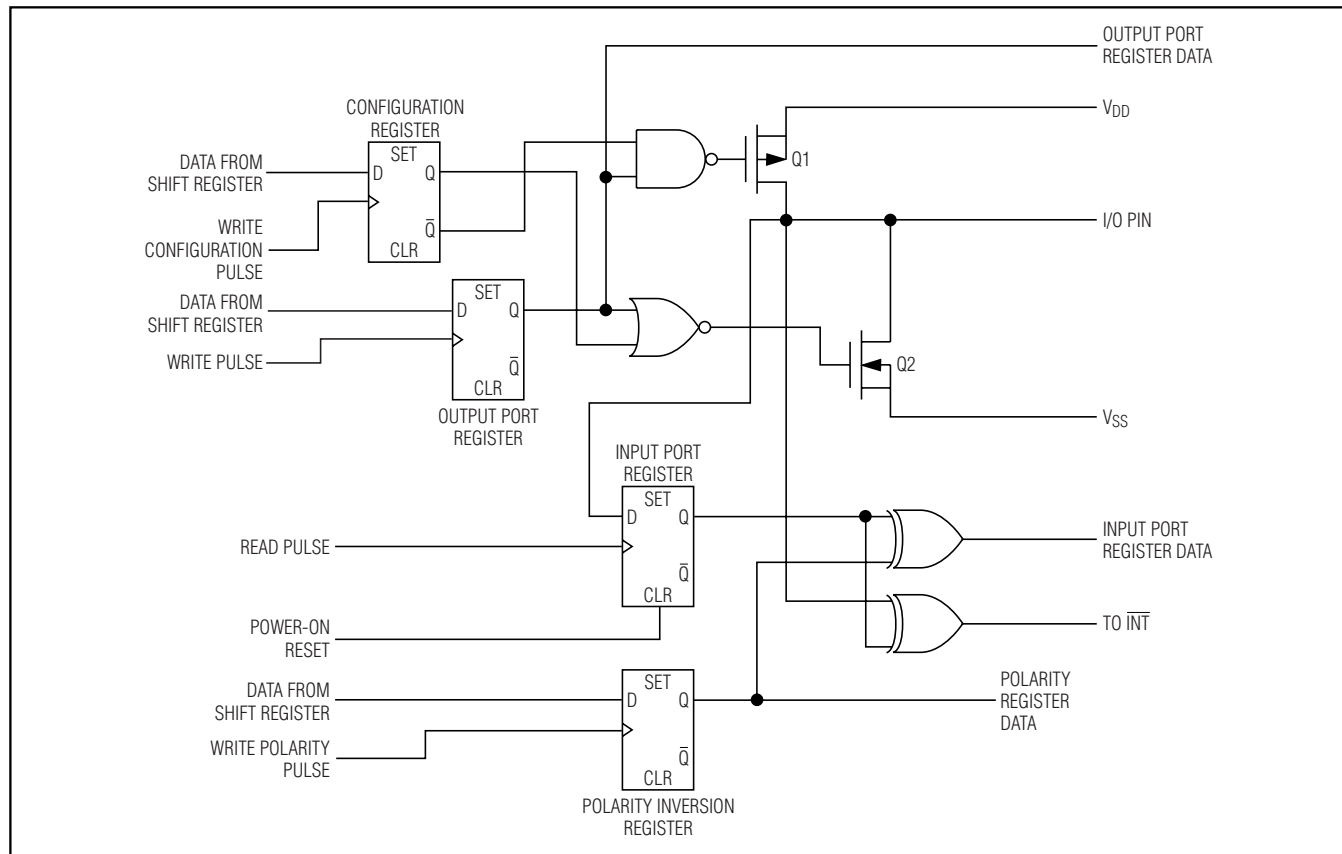 OUTPUT PORT
REGISTER DATA
CONFIGURATION
REGISTER
V_DD
SET
DATA FROM
SHIFT REGISTER
D
Q
Q1
WRITE
CONFIGURATION
PULSE
Q̅
CLR
I/O PIN
DATA FROM
SHIFT REGISTER
SET
D
Q
WRITE PULSE
Q̅
CLR
Q2
OUTPUT PORT
REGISTER
V_SS
INPUT PORT
REGISTER
SET
D
Q
INPUT PORT
REGISTER DATA
READ PULSE
Q̅
CLR
TO I̅N̅T̅
POWER-ON
RESET
DATA FROM
SHIFT REGISTER
SET
D
Q
POLARITY
REGISTER
DATA
WRITE POLARITY
PULSE
Q̅
CLR
POLARITY INVERSION
REGISTER